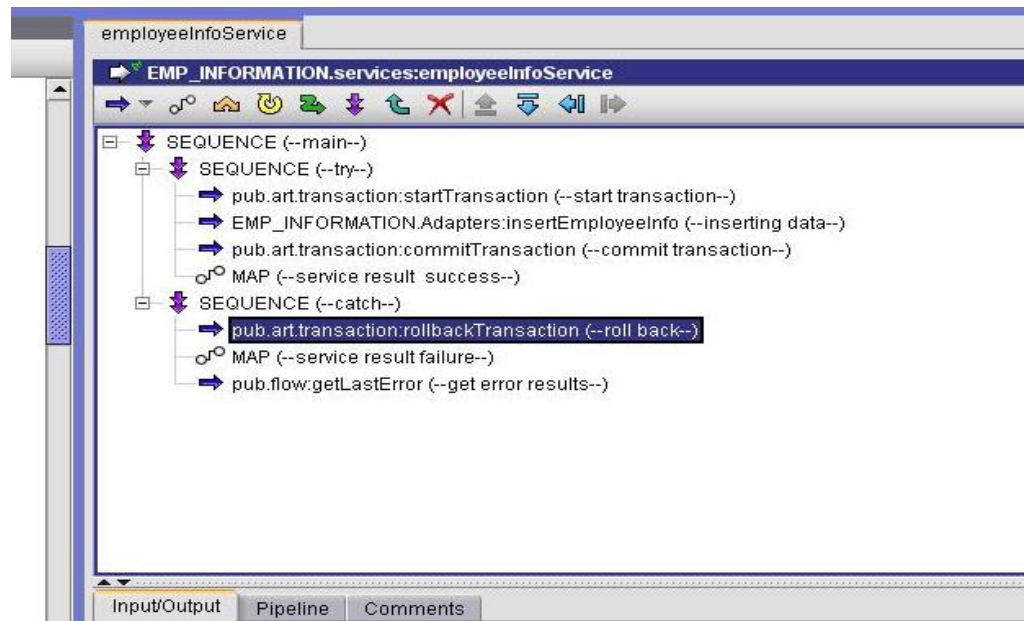 employeeInfoService
EMP_INFORMATION.services:employeeInfoService
SEQUENCE (--main--)
SEQUENCE (--try--)
pub.art.transaction:startTransaction (--start transaction--)
EMP_INFORMATION.Adapters:insertEmployeeInfo (--inserting data--)
pub.art.transaction:commitTransaction (--commit transaction--)
MAP (--service result  success--)
SEQUENCE (--catch--)
pub.art.transaction:rollbackTransaction (--roll back--)
MAP (--service result failure--)
pub.flow:getLastError (--get error results--)
Input/Output Pipeline Comments